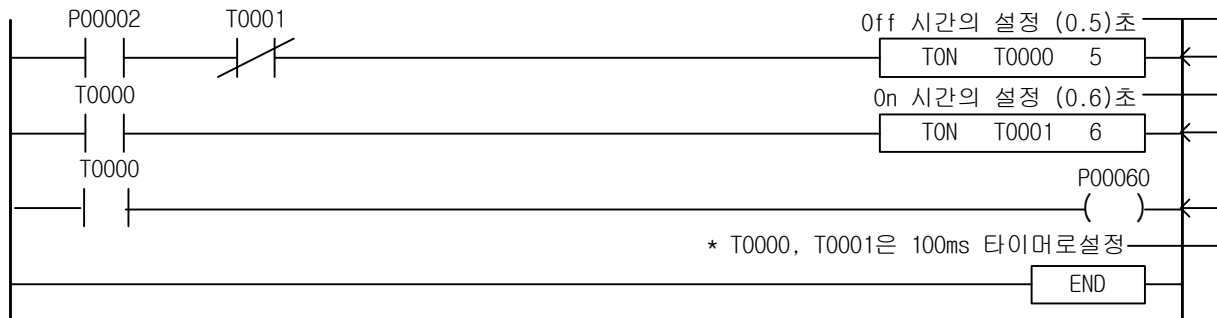 P00002 T0001 Off 시간의 설정 (0.5)초
TON T0000 5
T0000 On 시간의 설정 (0.6)초
TON T0001 6
T0000 P00060
* T0000, T0001은 100ms 타이머로설정
END